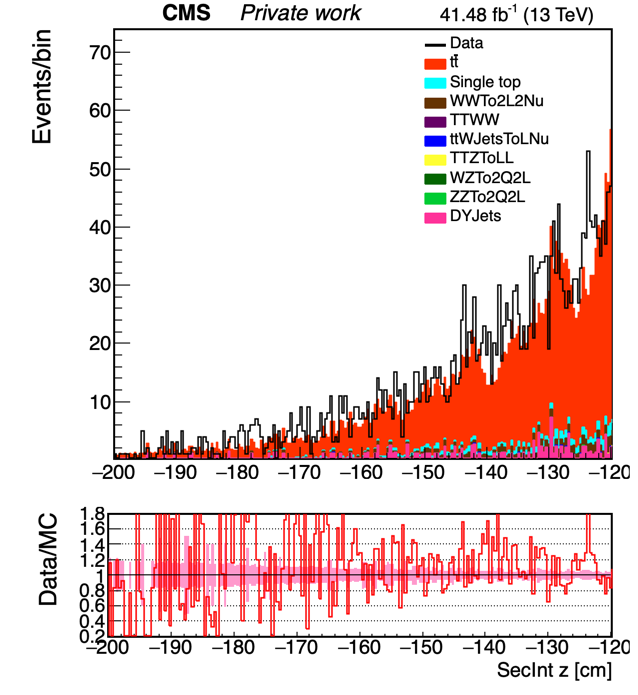 CMS Private work 41.48 fb⁻¹ (13 TeV)
Events/bin
70
60
50
40
30
20
10
Data
tt̄
Single top
WWTo2L2Nu
TTWW
ttWJetsToLNu
TTZToLL
WZTo2Q2L
ZZTo2Q2L
DYJets
−200 −190 −180 −170 −160 −150 −140 −130 −120
Data/MC
1.8
1.6
1.4
1.2
1
0.8
0.6
0.4
0.2
−200 −190 −180 −170 −160 −150 −140 −130 −120
SecInt z [cm]